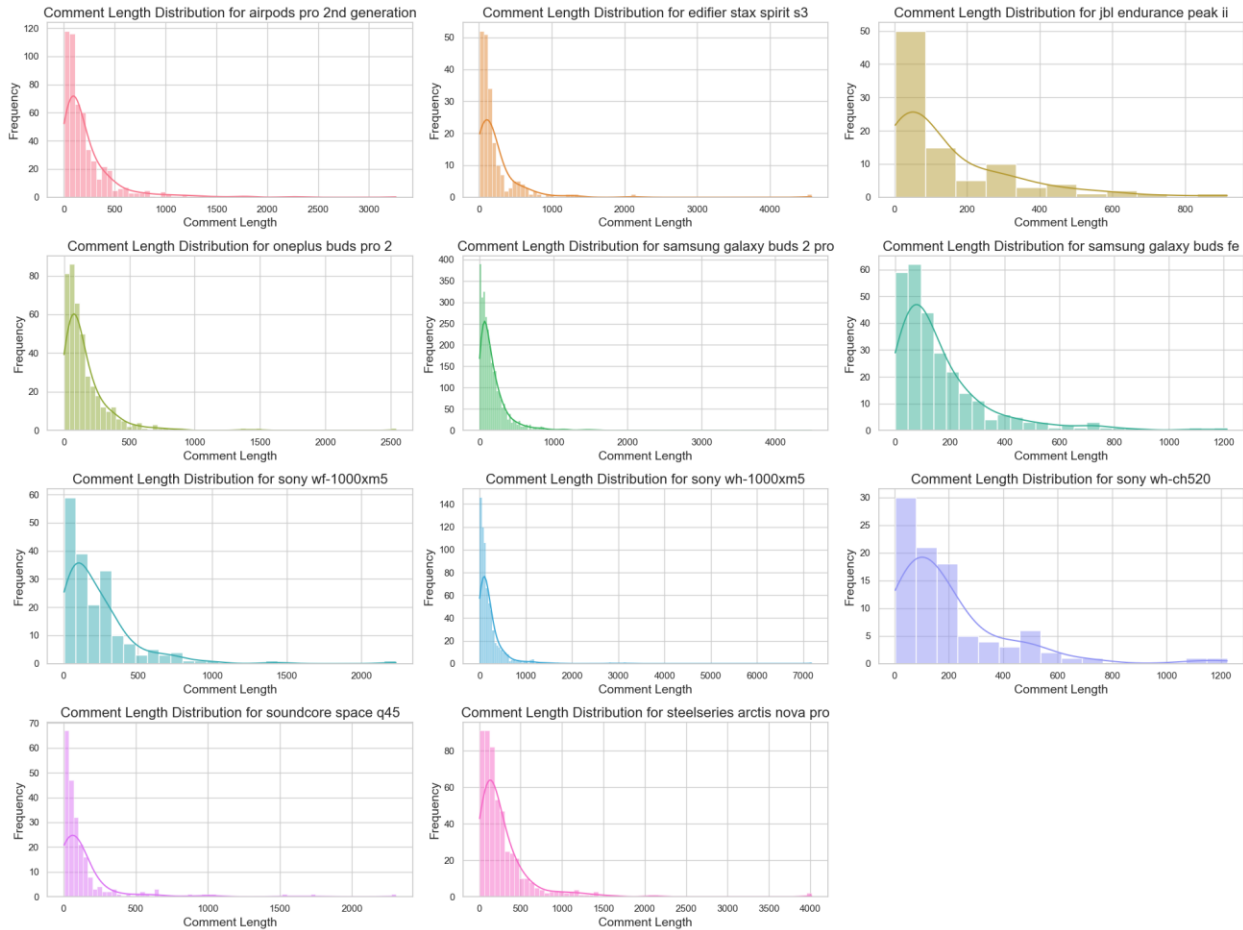 Comment Length Distribution for airpods pro 2nd generation
120
100
80
60
40
20
0
Frequency
0 500 1000 1500 2000 2500 3000
Comment Length
Comment Length Distribution for edifier stax spirit s3
50
40
30
20
10
0
Frequency
0 1000 2000 3000 4000
Comment Length
Comment Length Distribution for jbl endurance peak ii
50
40
30
20
10
0
Frequency
0 200 400 600 800
Comment Length
Comment Length Distribution for oneplus buds pro 2
80
60
40
20
0
Frequency
0 500 1000 1500 2000 2500
Comment Length
Comment Length Distribution for samsung galaxy buds 2 pro
400
350
300
250
200
150
100
50
0
Frequency
0 1000 2000 3000 4000
Comment Length
Comment Length Distribution for samsung galaxy buds fe
60
50
40
30
20
10
0
Frequency
0 200 400 600 800 1000 1200
Comment Length
Comment Length Distribution for sony wf-1000xm5
60
50
40
30
20
10
0
Frequency
0 500 1000 1500 2000
Comment Length
Comment Length Distribution for sony wh-1000xm5
140
120
100
80
60
40
20
0
Frequency
0 1000 2000 3000 4000 5000 6000 7000
Comment Length
Comment Length Distribution for sony wh-ch520
30
25
20
15
10
5
0
Frequency
0 200 400 600 800 1000 1200
Comment Length
Comment Length Distribution for soundcore space q45
70
60
50
40
30
20
10
0
Frequency
0 500 1000 1500 2000
Comment Length
Comment Length Distribution for steelseries arctis nova pro
80
60
40
20
0
Frequency
0 500 1000 1500 2000 2500 3000 3500 4000
Comment Length